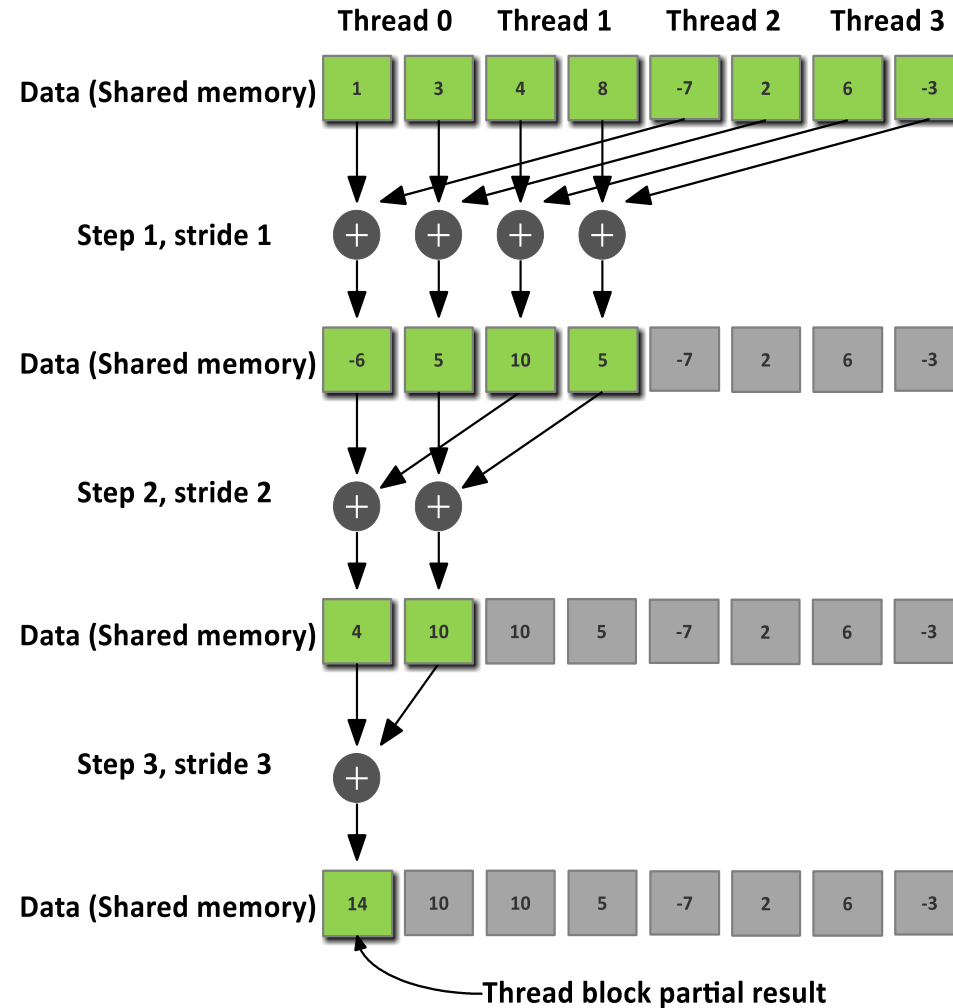 Thread 0 Thread 1 Thread 2 Thread 3
Data (Shared memory) 1 3 4 8 -7 2 6 -3
Step 1, stride 1
Data (Shared memory) -6 5 10 5 -7 2 6 -3
Step 2, stride 2
Data (Shared memory) 4 10 10 5 -7 2 6 -3
Step 3, stride 3
Data (Shared memory) 14 10 10 5 -7 2 6 -3
Thread block partial result